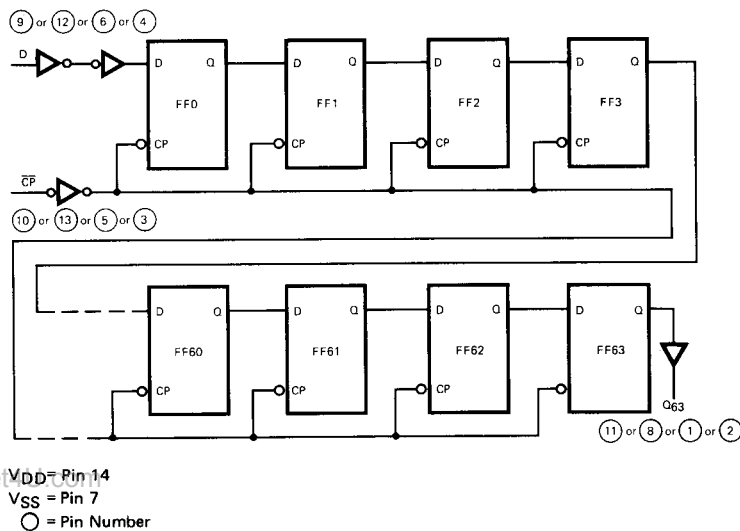 9 or 12 or 6 or 4
D
D Q D Q D Q D Q
FF0 FF1 FF2 FF3
CP CP CP CP
CP
10 or 13 or 5 or 3
D Q D Q D Q D Q
FF60 FF61 FF62 FF63
CP CP CP
Q63
11 or 8 or 1 or 2
VDD = Pin 14
VSS = Pin 7
= Pin Number